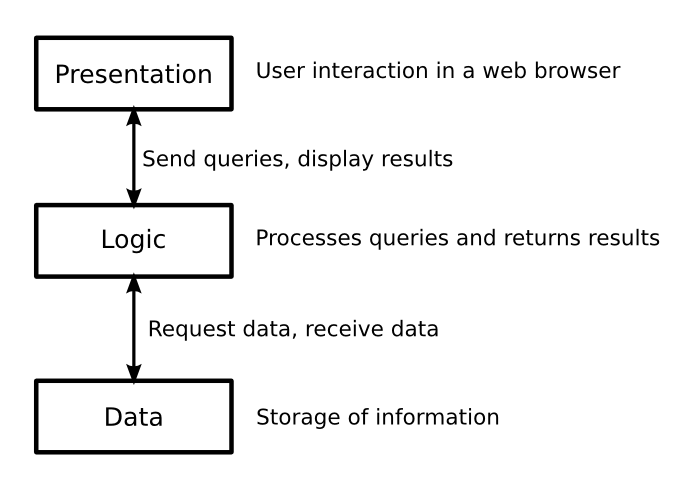 Presentation
User interaction in a web browser
Send queries, display results
Logic
Processes queries and returns results
Request data, receive data
Data
Storage of information